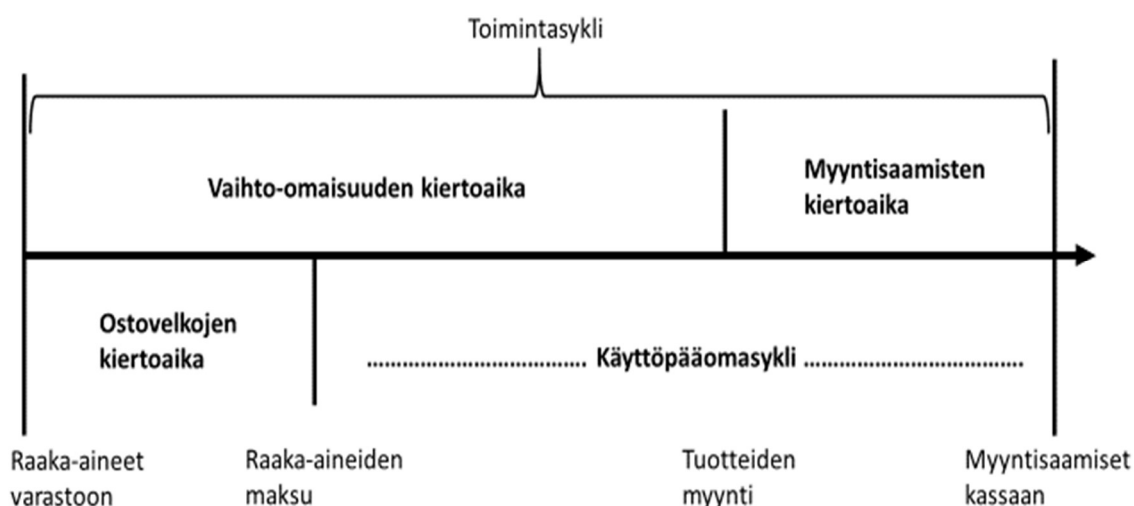 Toimintasykli
Vaihto-omaisuuden kiertoaika
Myyntisaamisten
kiertoaika
Ostovelkojen
kiertoaika
Käyttöpääomasykli
Raaka-aineet
varastoon
Raaka-aineiden
maksu
Tuotteiden
myynti
Myyntisaamiset
kassaan